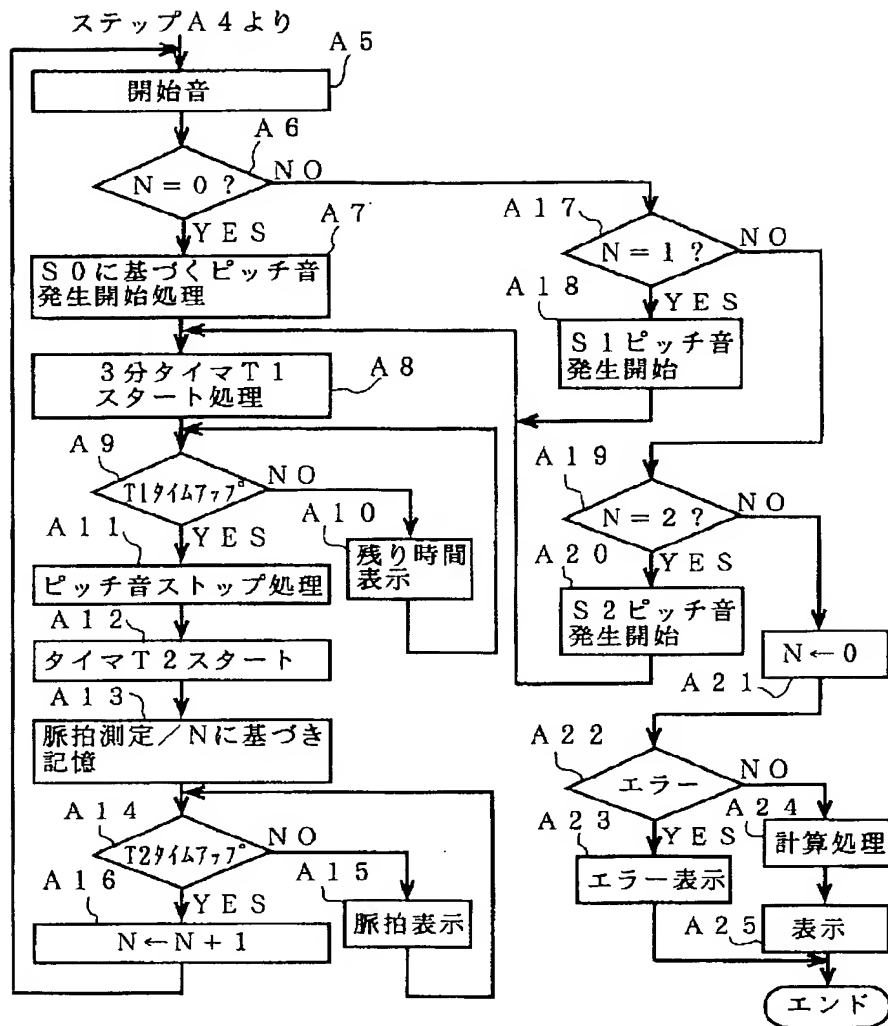 ステップA4より
A5
開始音
A6
N=0?
NO
YES
A7
S0に基づくピッチ音
発生開始処理
3分タイマT1
スタート処理
A8
A9
T1タイムアップ
NO
YES
A10
残り時間
表示
A11
ピッチ音ストップ処理
A12
タイマT2スタート
A13
脈拍測定/Nに基づき
記憶
A14
T2タイムアップ
NO
YES
A15
脈拍表示
A16
N←N+1
A17
N=1?
NO
YES
A18
S1ピッチ音
発生開始
A19
N=2?
NO
YES
A20
S2ピッチ音
発生開始
N←0
A21
A22
エラー
NO
YES
A23
エラー表示
A24
計算処理
A25
表示
エンド